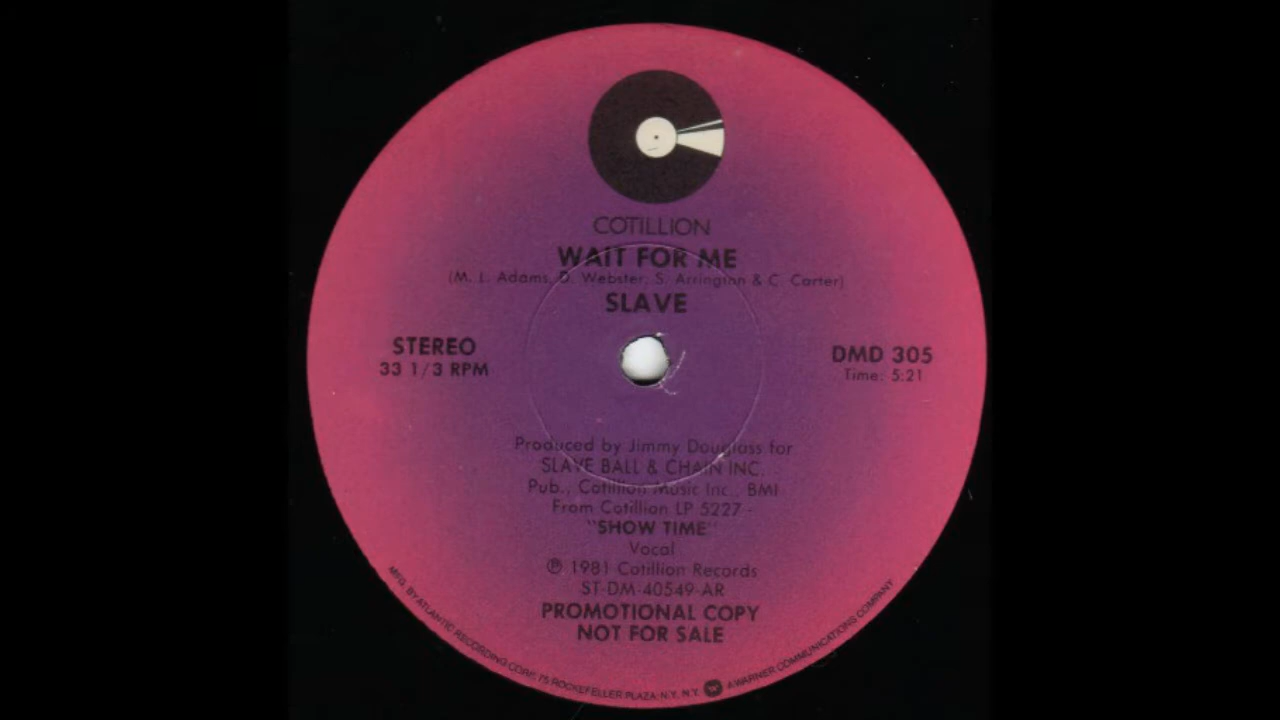 COTILLION
WAIT FOR ME
(M. L. Adams, D. Webster, S. Arrington & C. Carter)
SLAVE
STEREO
33 1/3 RPM
DMD 305
Time: 5:21
Produced by Jimmy Douglass for
SLAVE BALL & CHAIN INC.
Pub., Cotillion Music Inc., BMI
From Cotillion LP 5227 -
"SHOW TIME"
Vocal
℗ 1981 Cotillion Records
ST-DM-40549-AR
PROMOTIONAL COPY
NOT FOR SALE
MFG. BY ATLANTIC RECORDING CORP., 75 ROCKEFELLER PLAZA, N.Y., N.Y. A WARNER COMMUNICATIONS COMPANY